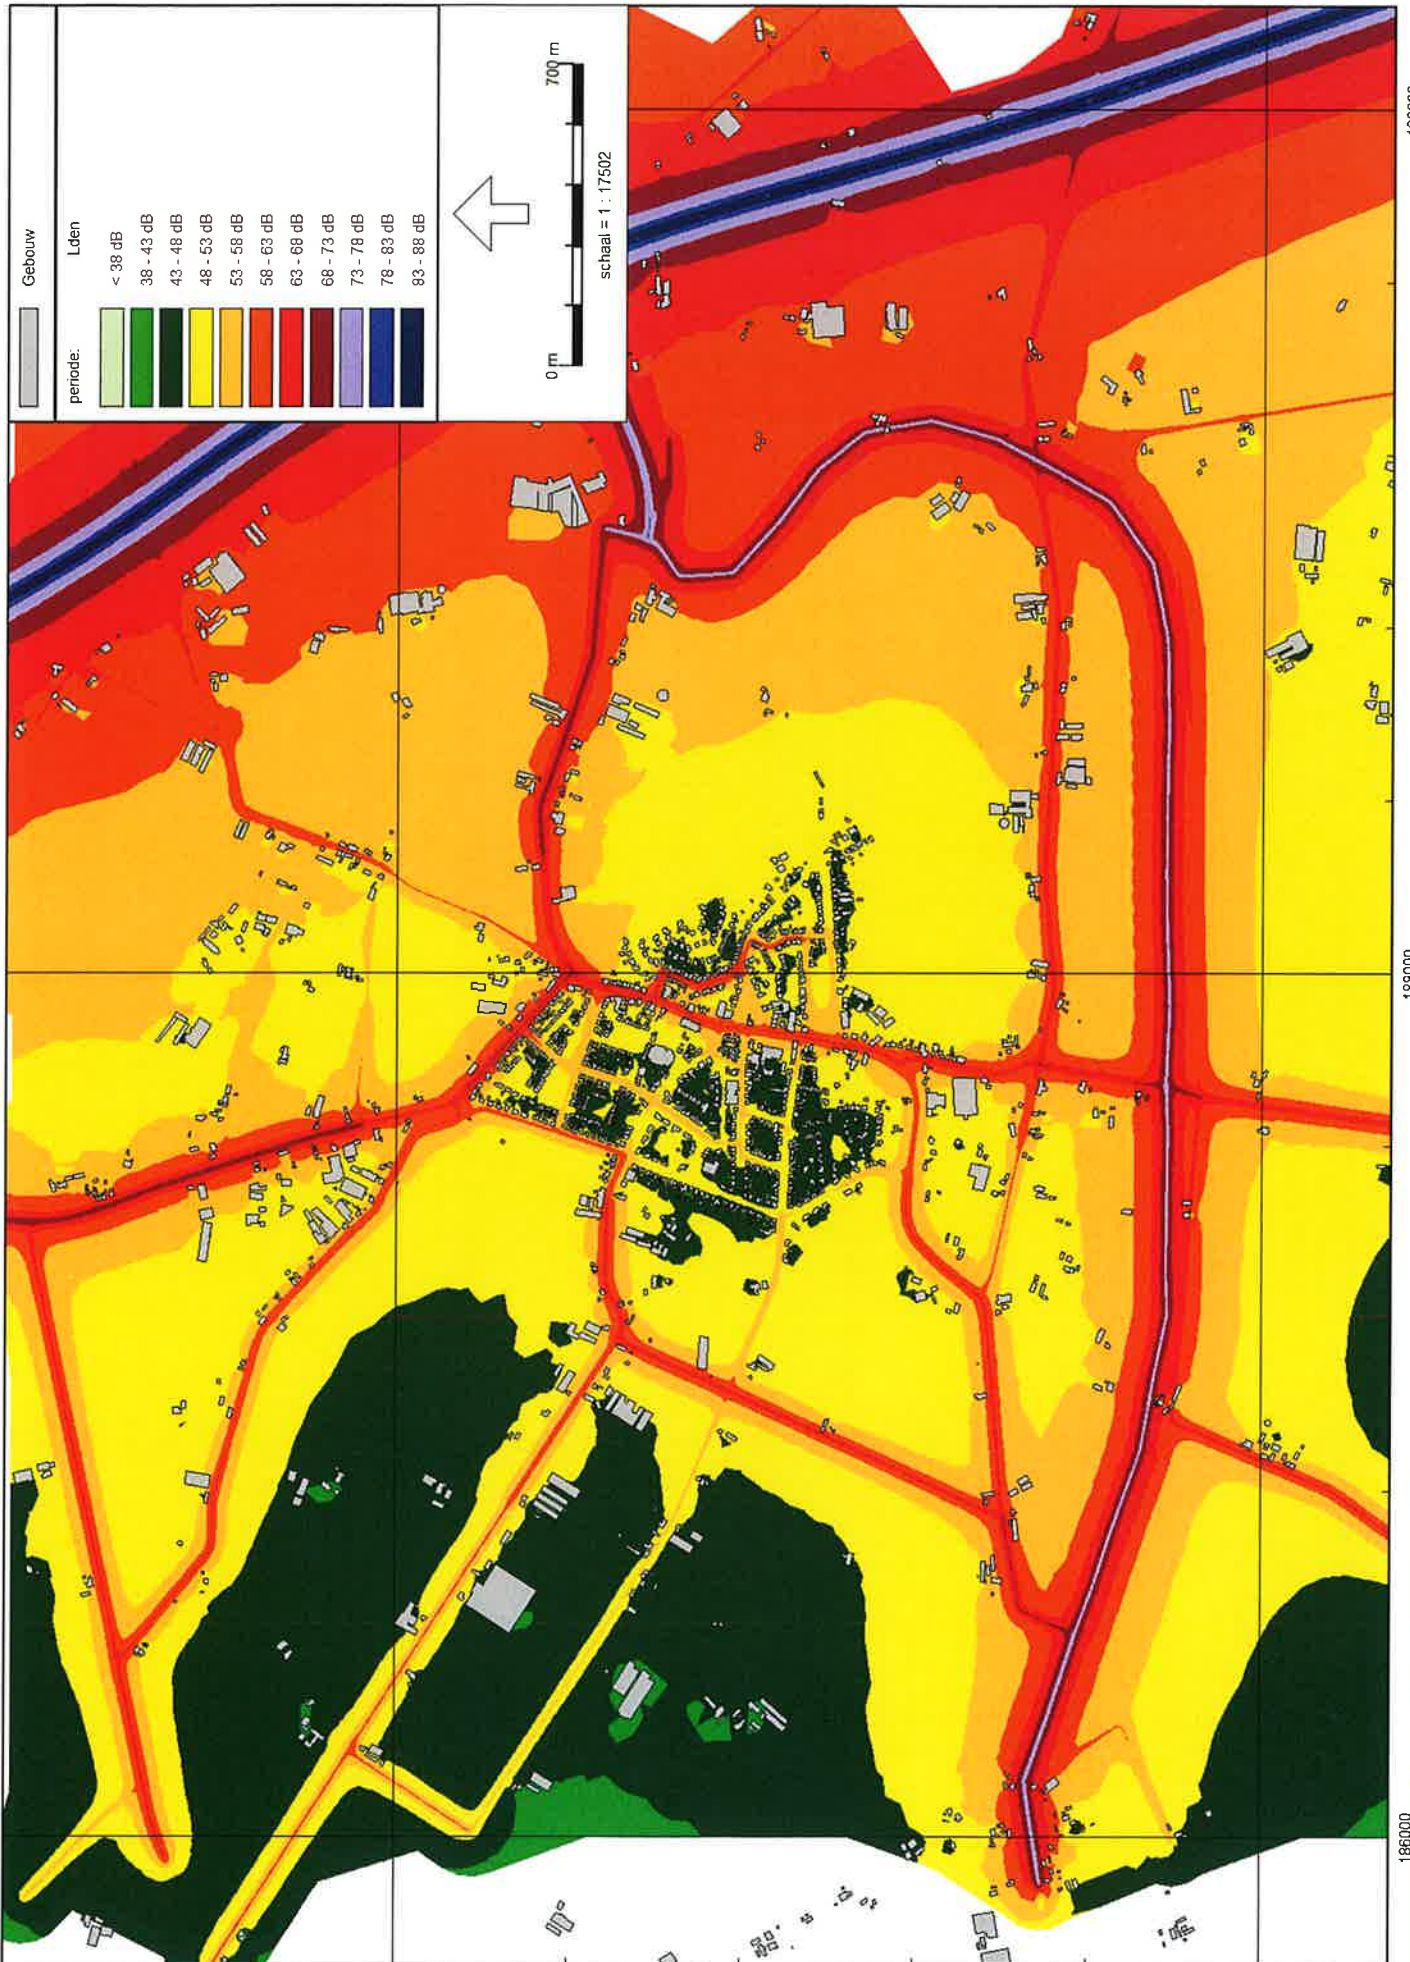 Gebouw
periode:
Lden
< 38 dB
38 - 43 dB
43 - 48 dB
48 - 53 dB
53 - 58 dB
58 - 63 dB
63 - 68 dB
68 - 73 dB
73 - 78 dB
78 - 83 dB
83 - 88 dB
0 m
700 m
schaal = 1 : 17502
186000